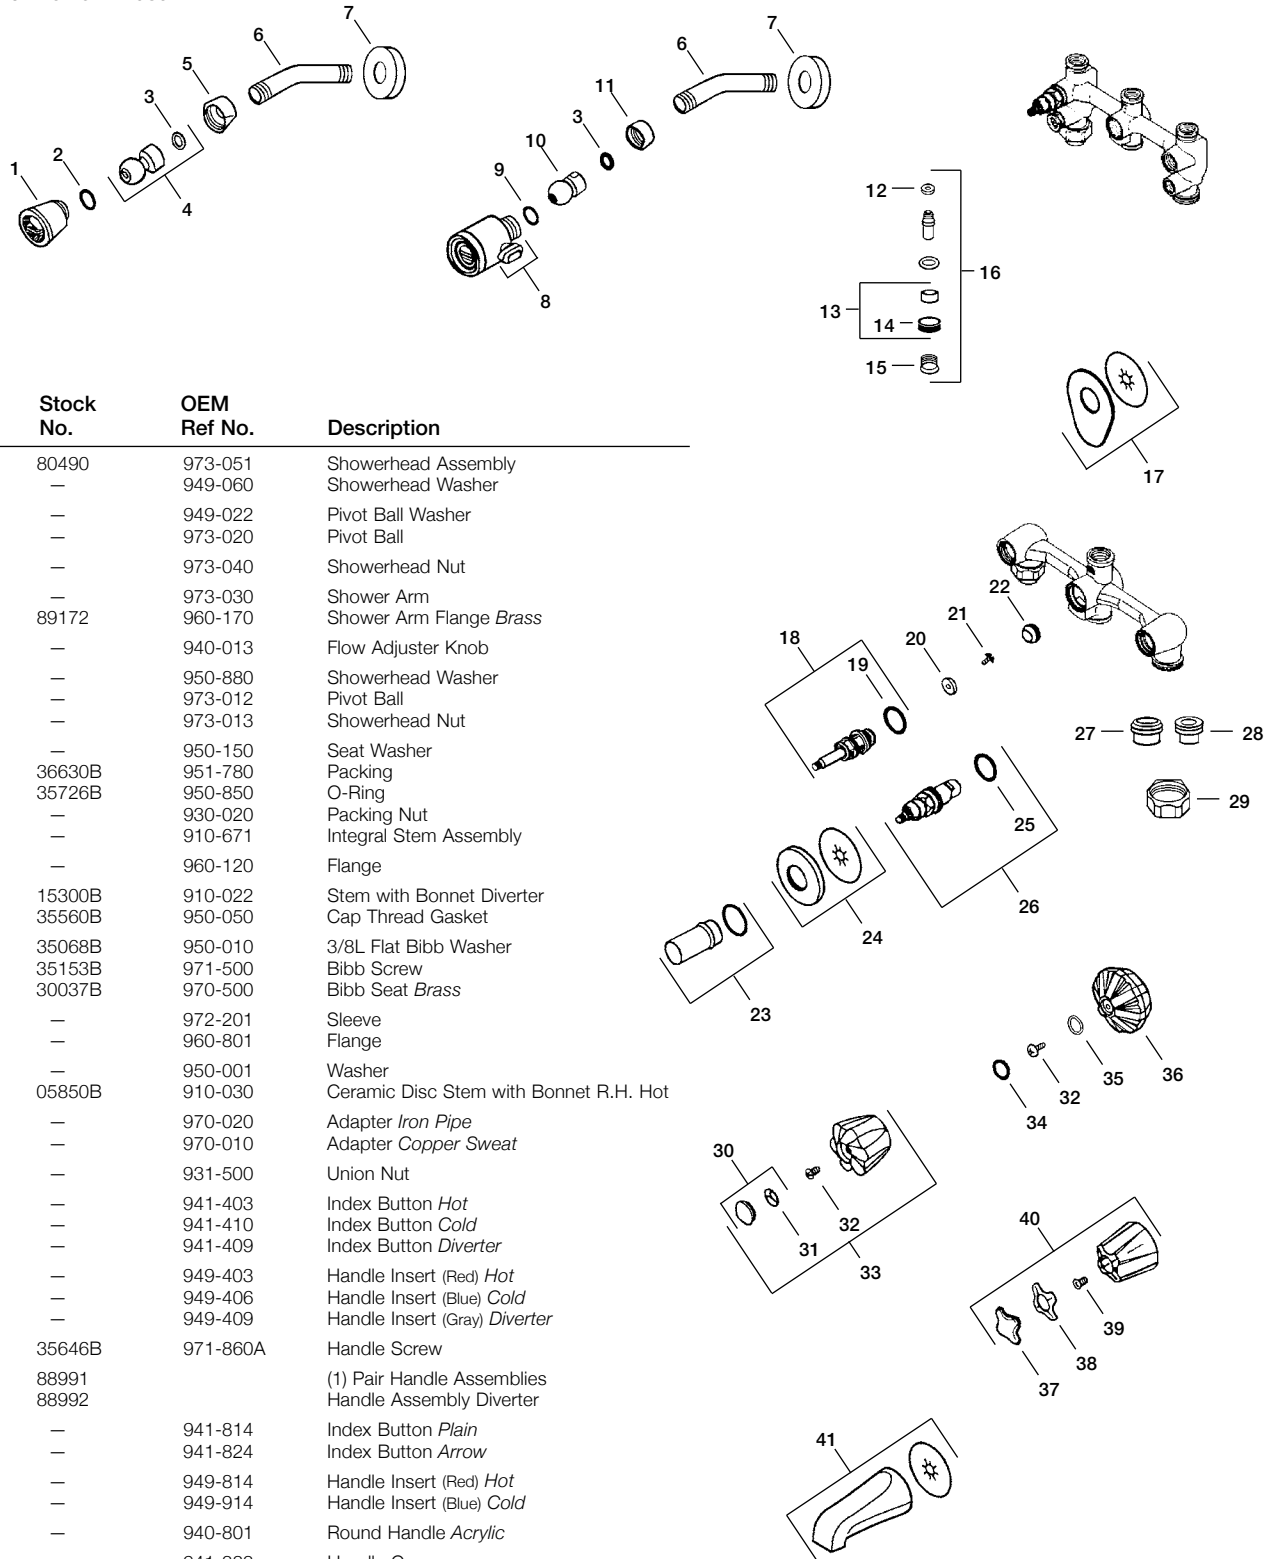 7
6
5
3
2
1
4
7
6
11
3
10
9
8
12
16
13
14
15
17
Stock OEM
No. Ref No. Description
80490 973-051 Showerhead Assembly
— 949-060 Showerhead Washer
— 949-022 Pivot Ball Washer
— 973-020 Pivot Ball
— 973-040 Showerhead Nut
— 973-030 Shower Arm
89172 960-170 Shower Arm Flange Brass
— 940-013 Flow Adjuster Knob
— 950-880 Showerhead Washer
— 973-012 Pivot Ball
— 973-013 Showerhead Nut
— 950-150 Seat Washer
36630B 951-780 Packing
35726B 950-850 O-Ring
— 930-020 Packing Nut
— 910-671 Integral Stem Assembly
— 960-120 Flange
15300B 910-022 Stem with Bonnet Diverter
35560B 950-050 Cap Thread Gasket
35068B 950-010 3/8L Flat Bibb Washer
35153B 971-500 Bibb Screw
30037B 970-500 Bibb Seat Brass
— 972-201 Sleeve
— 960-801 Flange
— 950-001 Washer
05850B 910-030 Ceramic Disc Stem with Bonnet R.H. Hot
— 970-020 Adapter Iron Pipe
— 970-010 Adapter Copper Sweat
— 931-500 Union Nut
— 941-403 Index Button Hot
— 941-410 Index Button Cold
— 941-409 Index Button Diverter
— 949-403 Handle Insert (Red) Hot
— 949-406 Handle Insert (Blue) Cold
— 949-409 Handle Insert (Gray) Diverter
35646B 971-860A Handle Screw
88991 (1) Pair Handle Assemblies
88992 Handle Assembly Diverter
— 941-814 Index Button Plain
— 941-824 Index Button Arrow
— 949-814 Handle Insert (Red) Hot
— 949-914 Handle Insert (Blue) Cold
— 940-801 Round Handle Acrylic
22
21
20
18
19
27
28
29
25
26
24
23
36
35
32
34
30
31
32
33
40
39
38
37
41